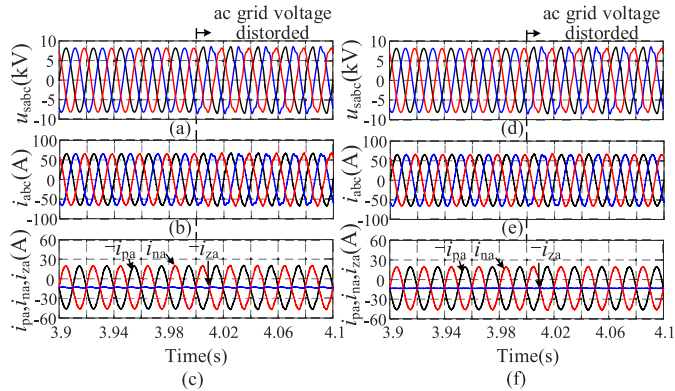 ac grid voltage
distorded
ac grid voltage
distorded
u_sabc(kV)
10
5
0
-5
-10
(a)
u_sabc(kV)
10
5
0
-5
-10
(d)
i_abc(A)
100
50
0
-50
-100
(b)
i_abc(A)
100
50
0
-50
-100
(e)
i_pa,i_na,i_za(A)
60
30
0
-30
-60
−i_pa i_na −i_za
3.9 3.94 3.98 4.02 4.06 4.1
Time(s)
(c)
i_pa,i_na,i_za(A)
60
30
0
-30
-60
−i_pa i_na −i_za
3.9 3.94 3.98 4.02 4.06 4.1
Time(s)
(f)